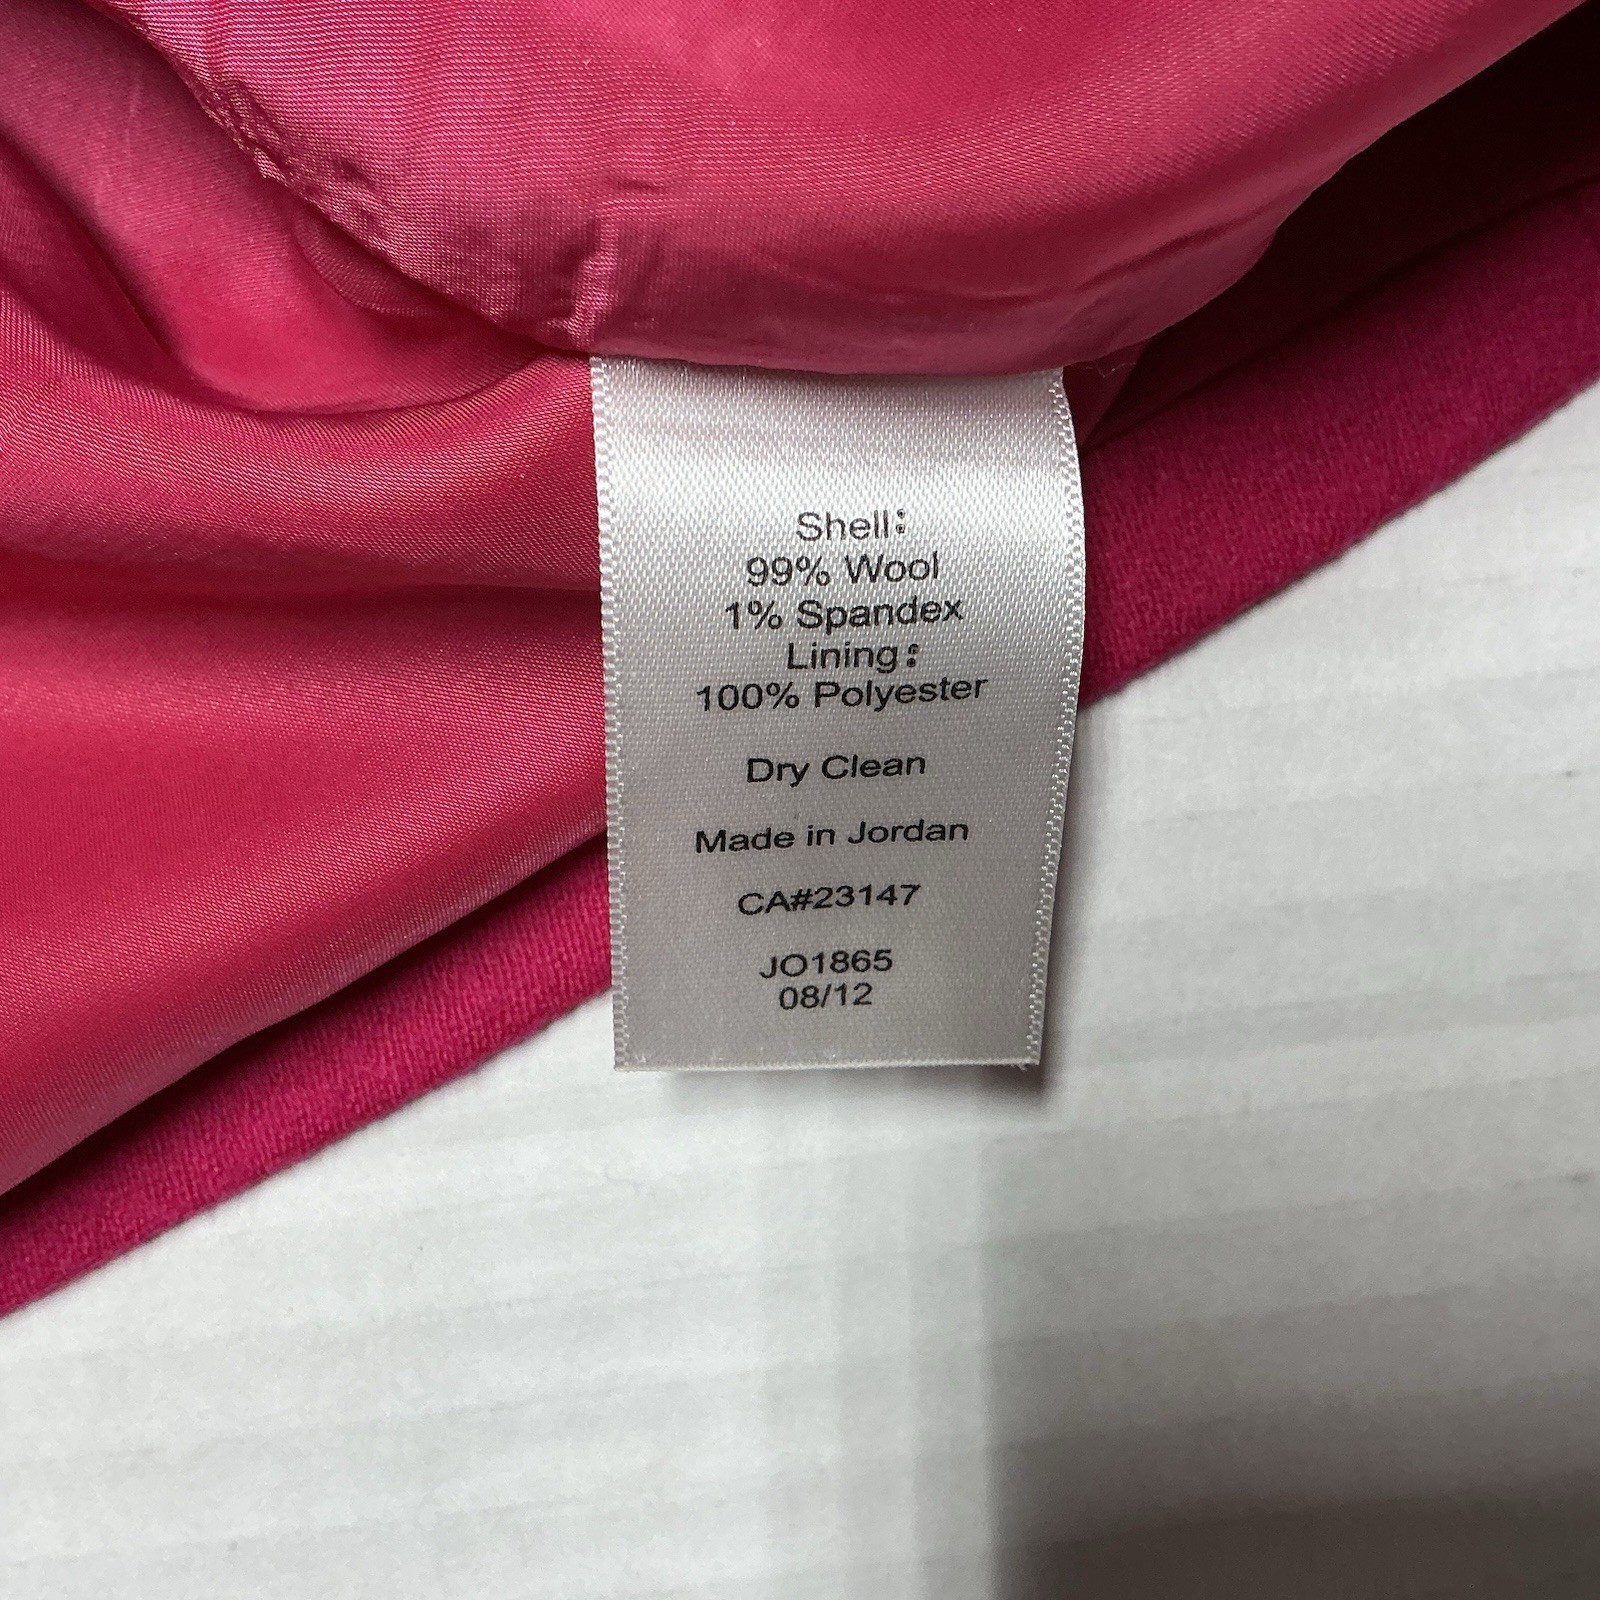 Shell:
99% Wool
1% Spandex
Lining:
100% Polyester
Dry Clean
Made in Jordan
CA#23147
JO1865
08/12